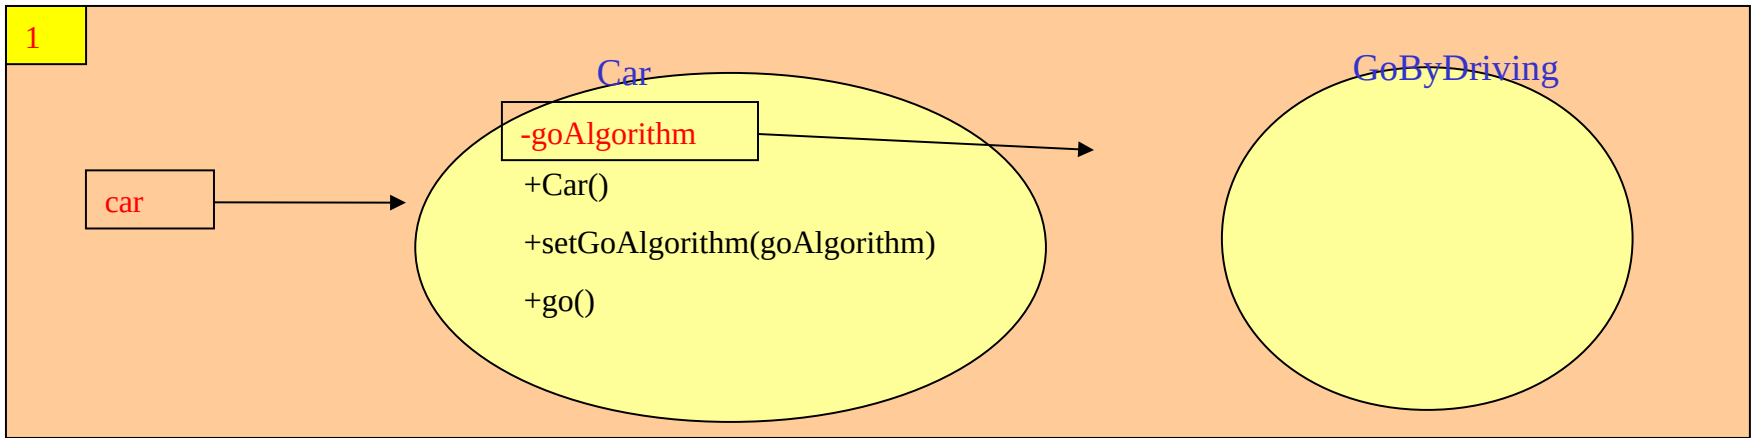 1
Car
GoByDriving
-goAlgorithm
+Car()
car
+setGoAlgorithm(goAlgorithm)
+go()